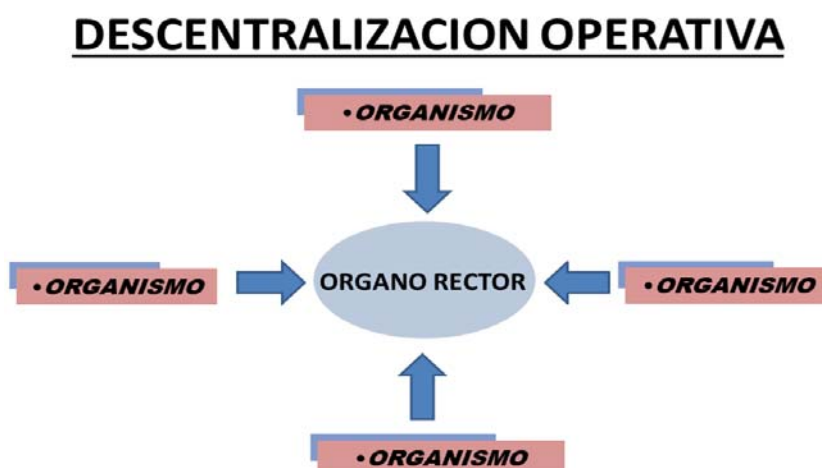 DESCENTRALIZACION OPERATIVA
• ORGANISMO
• ORGANISMO
ORGANO RECTOR
• ORGANISMO
• ORGANISMO